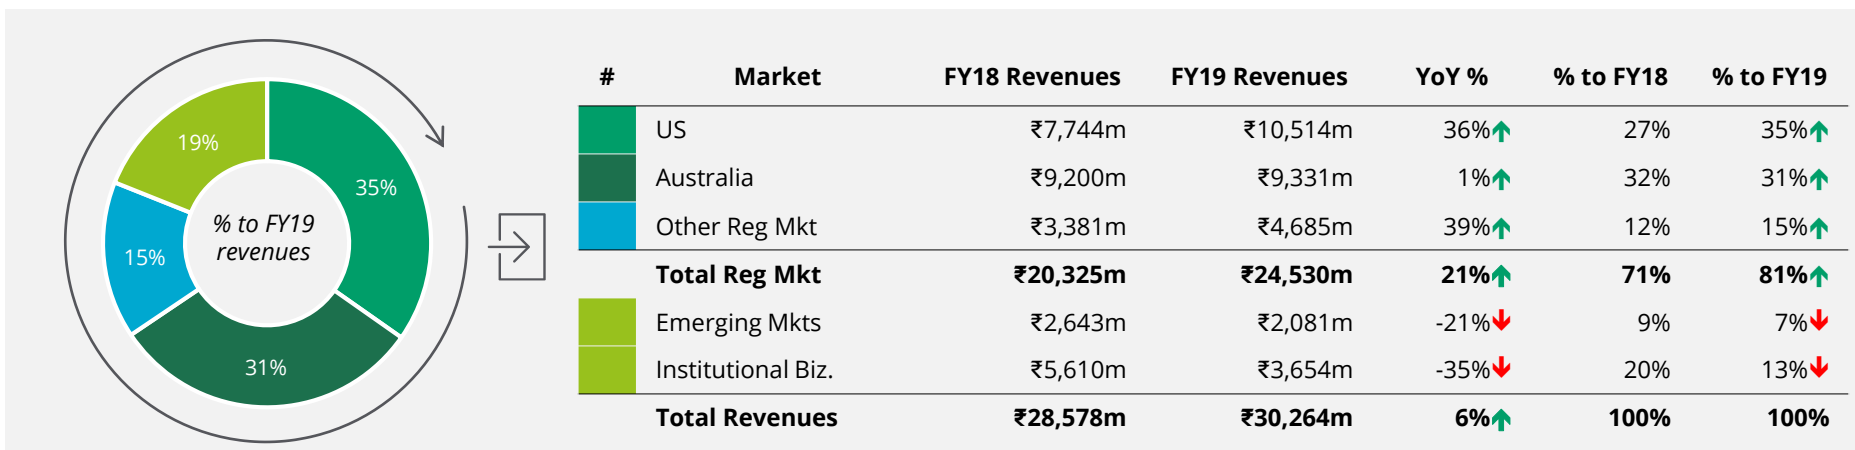 19%
35%
15%
31%
% to FY19
revenues
# Market FY18 Revenues FY19 Revenues YoY % % to FY18 % to FY19
US ₹7,744m ₹10,514m 36% 27% 35%
Australia ₹9,200m ₹9,331m 1% 32% 31%
Other Reg Mkt ₹3,381m ₹4,685m 39% 12% 15%
Total Reg Mkt ₹20,325m ₹24,530m 21% 71% 81%
Emerging Mkts ₹2,643m ₹2,081m -21% 9% 7%
Institutional Biz. ₹5,610m ₹3,654m -35% 20% 13%
Total Revenues ₹28,578m ₹30,264m 6% 100% 100%